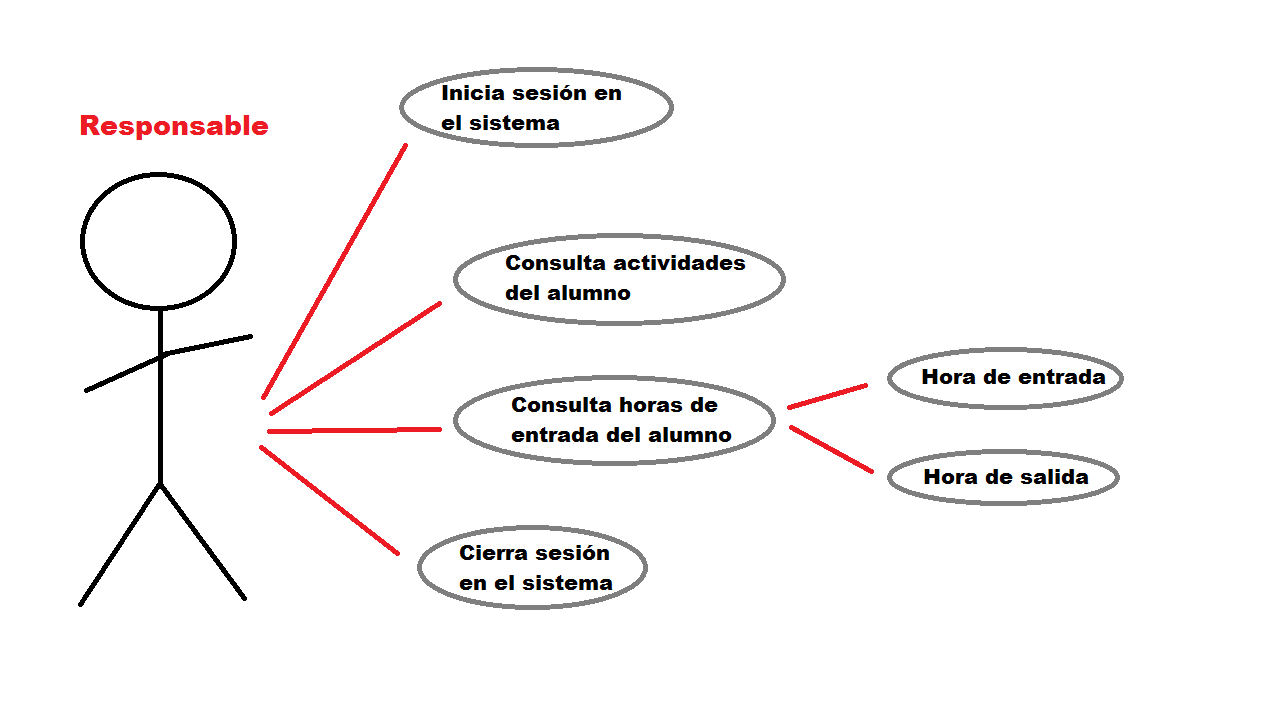 Responsable
Inicia sesión en
el sistema
Consulta actividades
del alumno
Consulta horas de
entrada del alumno
Hora de entrada
Hora de salida
Cierra sesión
en el sistema